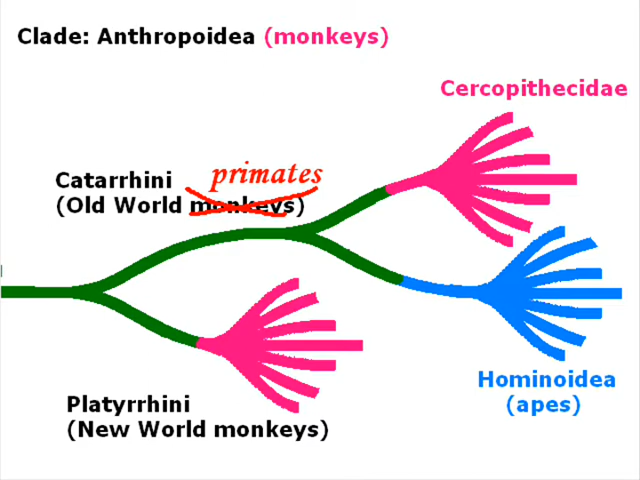 Clade: Anthropoidea (monkeys)
Cercopithecidae
primates
Catarrhini
(Old World monkeys)
Hominoidea
(apes)
Platyrrhini
(New World monkeys)